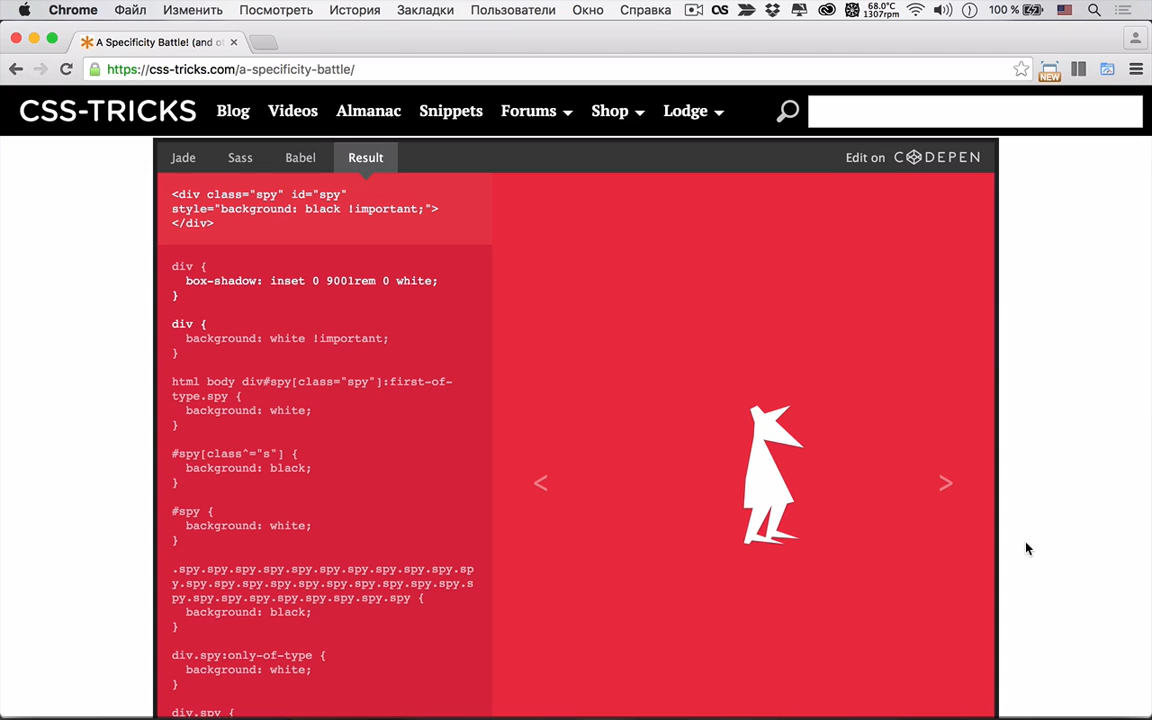 Chrome Файл Изменить Посмотреть История Закладки Пользователи Окно Справка 68.0°C 1307rpm 100 %
A Specificity Battle! (and o
https://css-tricks.com/a-specificity-battle/
NEW
CSS-TRICKS Blog Videos Almanac Snippets Forums Shop Lodge
Jade Sass Babel Result Edit on CODEPEN
<div class="spy" id="spy"
style="background: black !important;">
</div>
div {
box-shadow: inset 0 9001rem 0 white;
}
div {
background: white !important;
}
html body div#spy[class="spy"]:first-of-
type.spy {
background: white;
}
#spy[class^="s"] {
background: black;
}
#spy {
background: white;
}
.spy.spy.spy.spy.spy.spy.spy.spy.spy.spy.sp
y.spy.spy.spy.spy.spy.spy.spy.spy.spy.spy.s
py.spy.spy.spy.spy.spy.spy.spy.spy {
background: black;
}
div.spy:only-of-type {
background: white;
}
div.spy {
< >